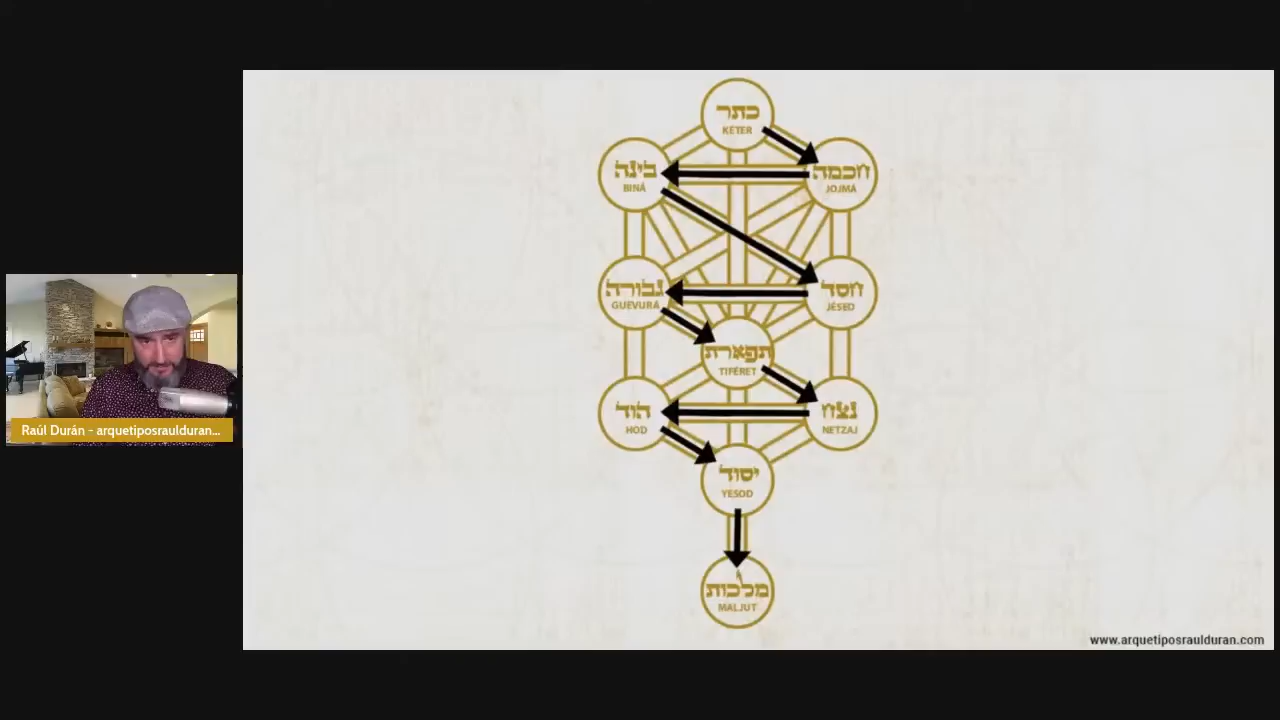 כתר
KÉTER
בינה
BINÁ
חכמה
JOJMÁ
גבורה
GUEVURÁ
חסד
JÉSED
תפארת
TIFÉRET
הוד
HOD
נצח
NETZAJ
יסוד
YESOD
מלכות
MALJUT
Raúl Durán - arquetiposraulduran...
www.arquetiposraulduran.com